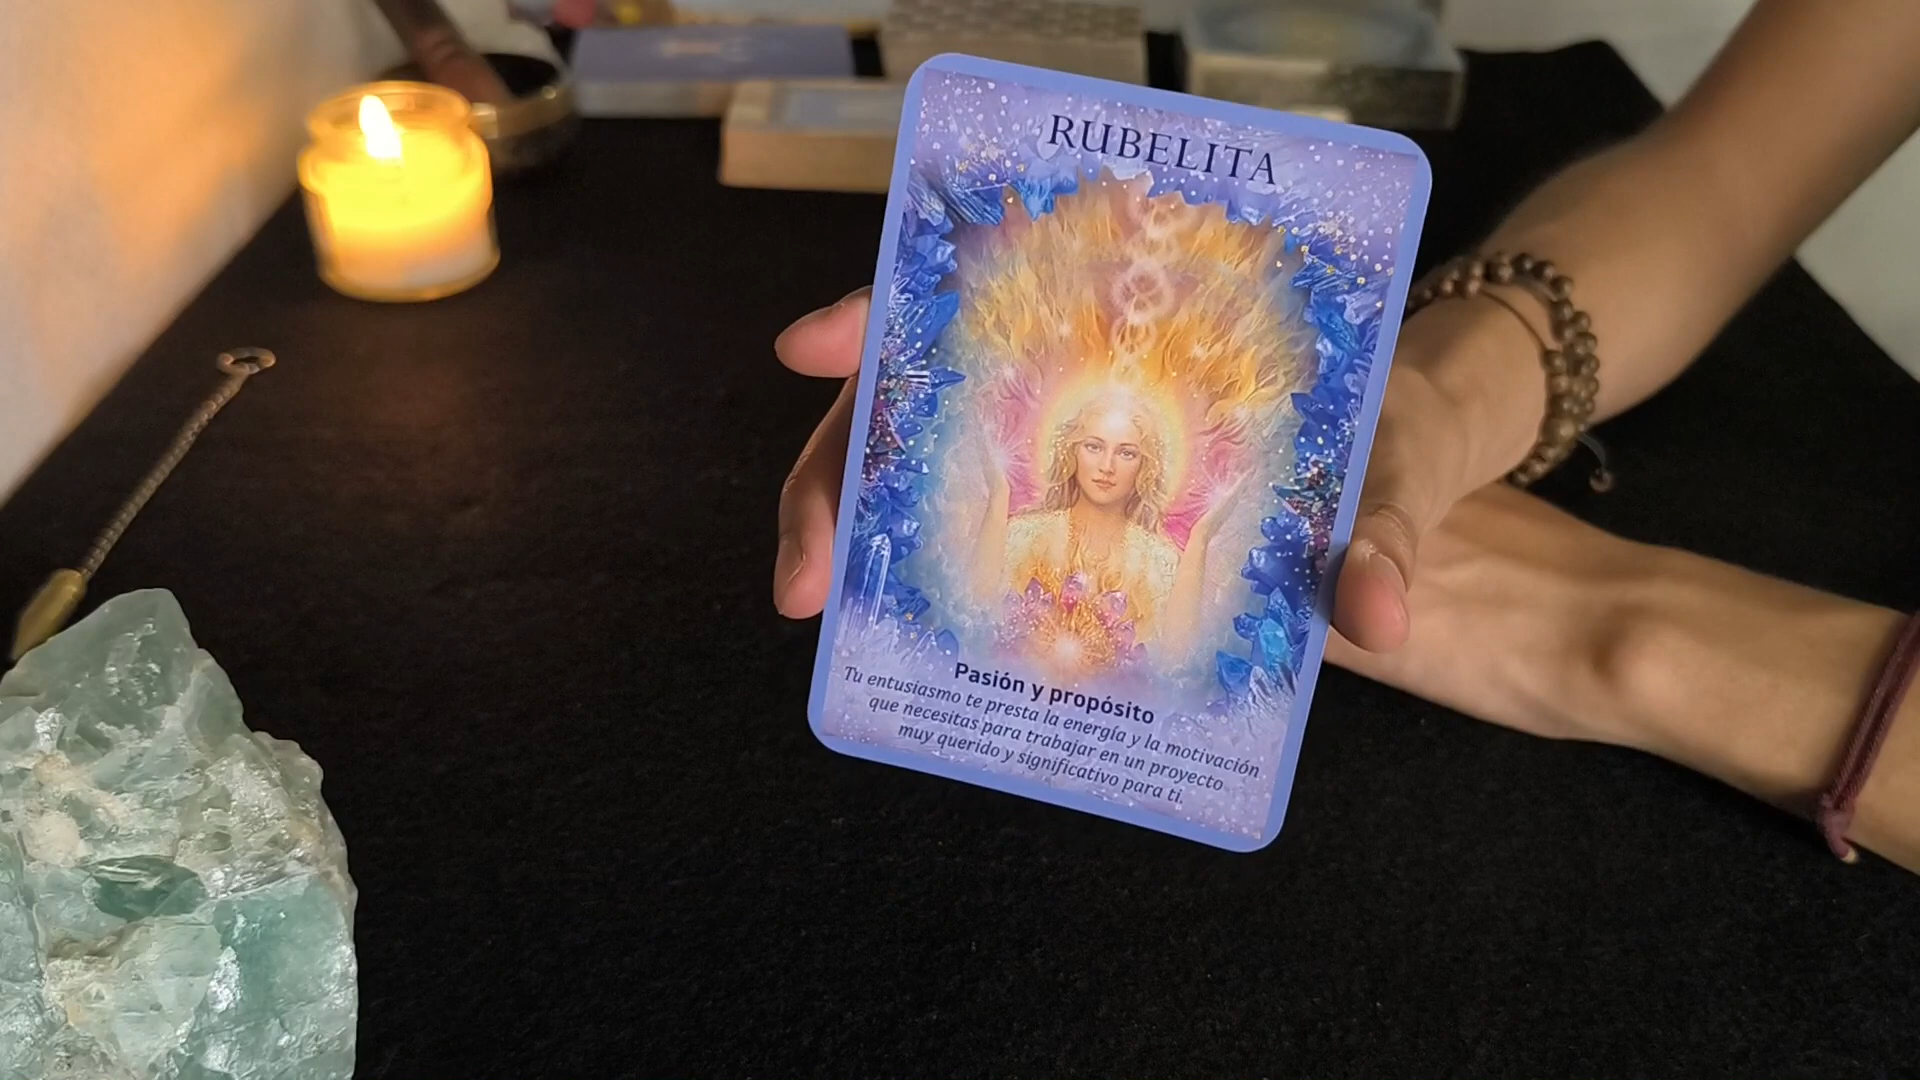 RUBELITA
Pasión y propósito
Tu entusiasmo te presta la energía y la motivación
que necesitas para trabajar en un proyecto
muy querido y significativo para ti.